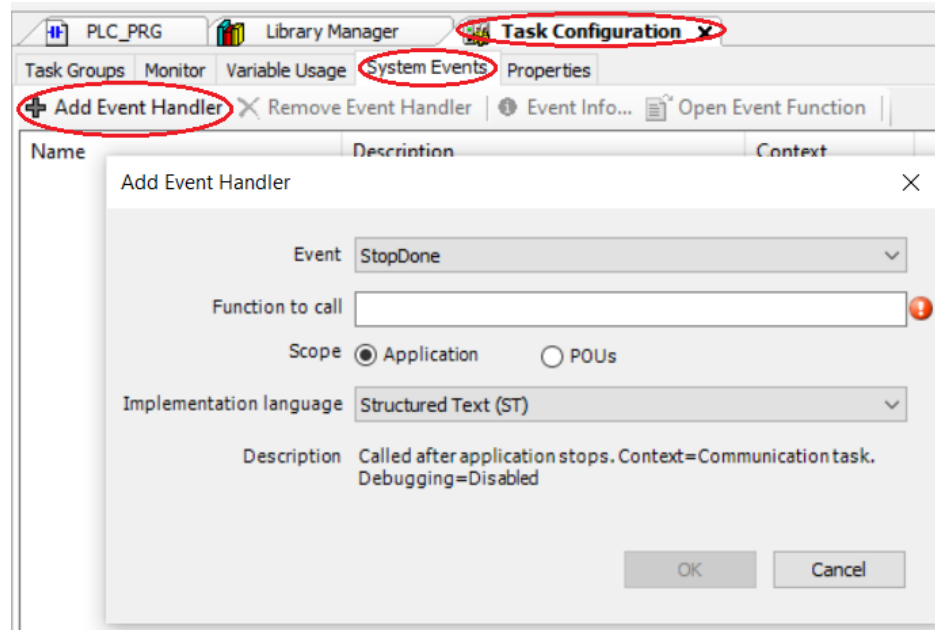 PLC_PRG Library Manager Task Configuration
Task Groups Monitor Variable Usage System Events Properties
Add Event Handler Remove Event Handler Event Info... Open Event Function
Name Description Context
Add Event Handler
Event StopDone
Function to call
Scope Application POUs
Implementation language Structured Text (ST)
Description Called after application stops. Context=Communication task.
Debugging=Disabled
OK Cancel